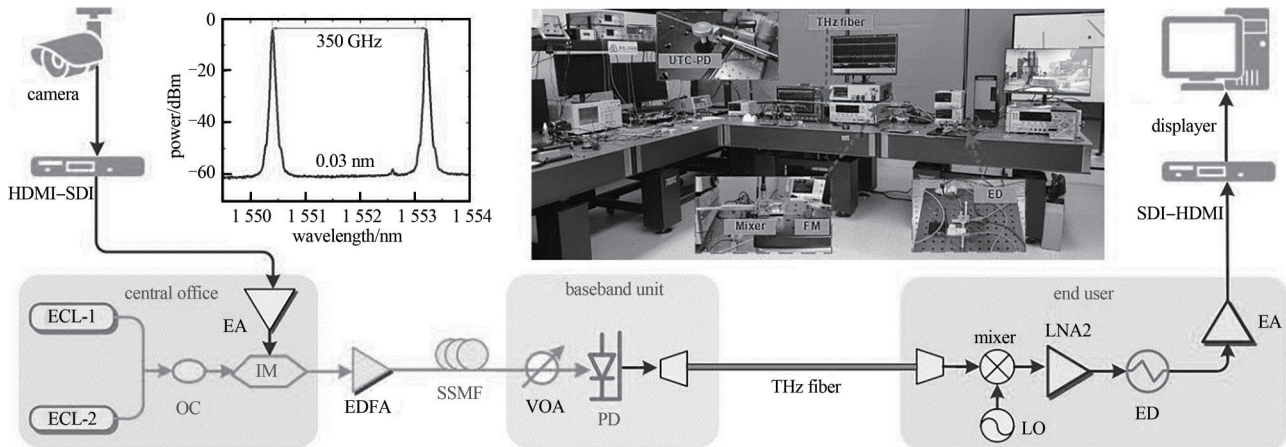 camera
HDMI–SDI
power/dBm
0
−20
−40
−60
350 GHz
0.03 nm
1 550
1 551
1 552
1 553
1 554
wavelength/nm
UTC-PD
THz fiber
Mixer
FM
ED
displayer
SDI–HDMI
central office
ECL-1
ECL-2
OC
EA
IM
EDFA
SSMF
baseband unit
VOA
PD
THz fiber
end user
mixer
LNA2
LO
ED
EA